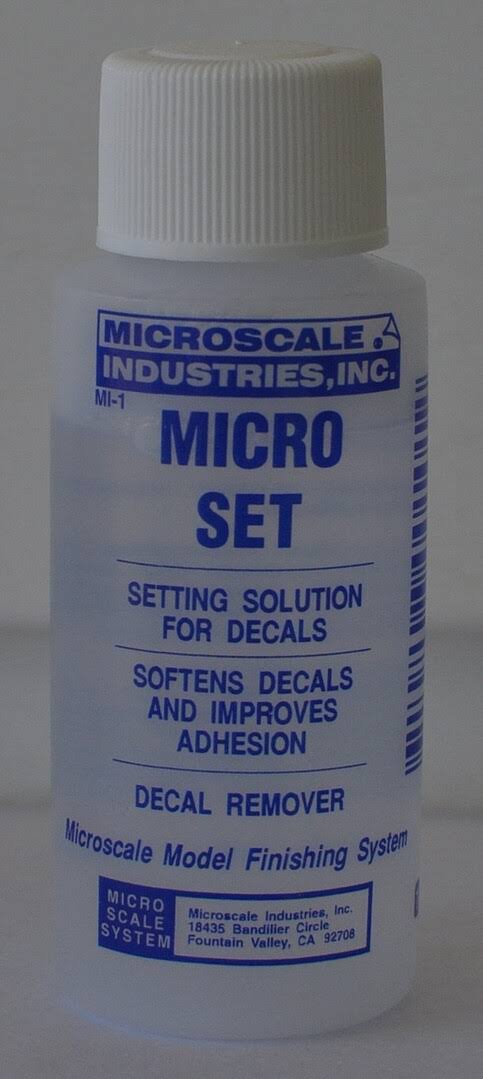 MICROSCALE
INDUSTRIES, INC.
MI-1
MICRO
SET
SETTING SOLUTION
FOR DECALS
SOFTENS DECALS
AND IMPROVES
ADHESION
DECAL REMOVER
Microscale Model Finishing System
MICRO
SCALE
SYSTEM
Microscale Industries, Inc.
18435 Bandilier Circle
Fountain Valley, CA 92708